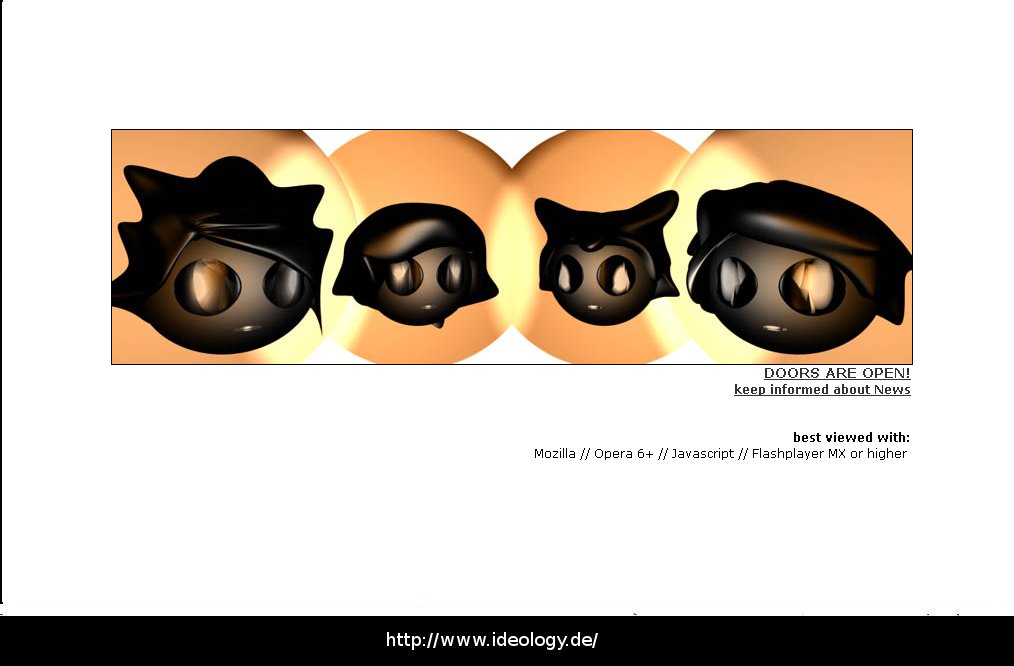 DOORS ARE OPEN!
keep informed about News
best viewed with:
Mozilla // Opera 6+ // Javascript // Flashplayer MX or higher
http://www.ideology.de/